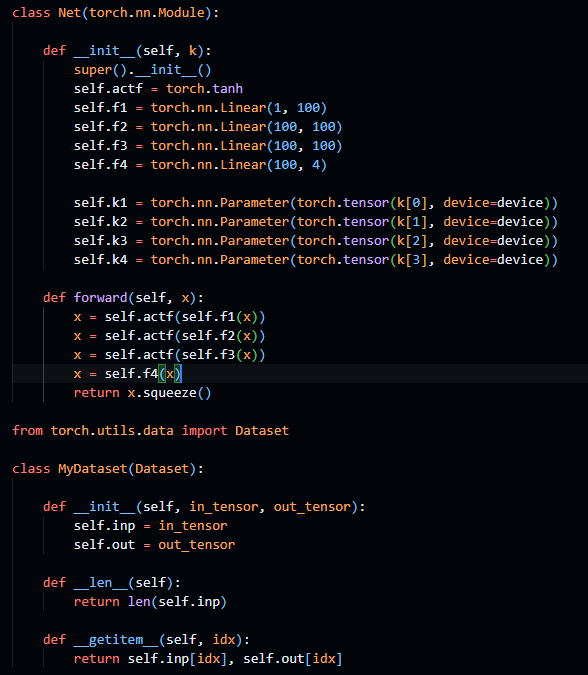 class Net(torch.nn.Module):
def __init__(self, k):
super().__init__()
self.actf = torch.tanh
self.f1 = torch.nn.Linear(1, 100)
self.f2 = torch.nn.Linear(100, 100)
self.f3 = torch.nn.Linear(100, 100)
self.f4 = torch.nn.Linear(100, 4)
self.k1 = torch.nn.Parameter(torch.tensor(k[0], device=device))
self.k2 = torch.nn.Parameter(torch.tensor(k[1], device=device))
self.k3 = torch.nn.Parameter(torch.tensor(k[2], device=device))
self.k4 = torch.nn.Parameter(torch.tensor(k[3], device=device))
def forward(self, x):
x = self.actf(self.f1(x))
x = self.actf(self.f2(x))
x = self.actf(self.f3(x))
x = self.f4(x)
return x.squeeze()
from torch.utils.data import Dataset
class MyDataset(Dataset):
def __init__(self, in_tensor, out_tensor):
self.inp = in_tensor
self.out = out_tensor
def __len__(self):
return len(self.inp)
def __getitem__(self, idx):
return self.inp[idx], self.out[idx]